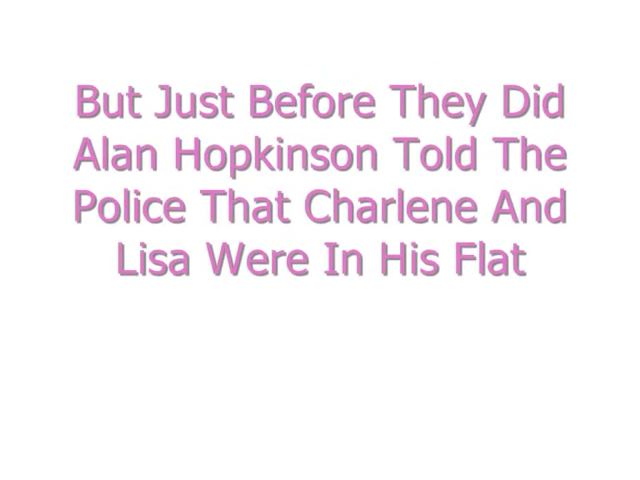 But Just Before They Did
Alan Hopkinson Told The
Police That Charlene And
Lisa Were In His Flat